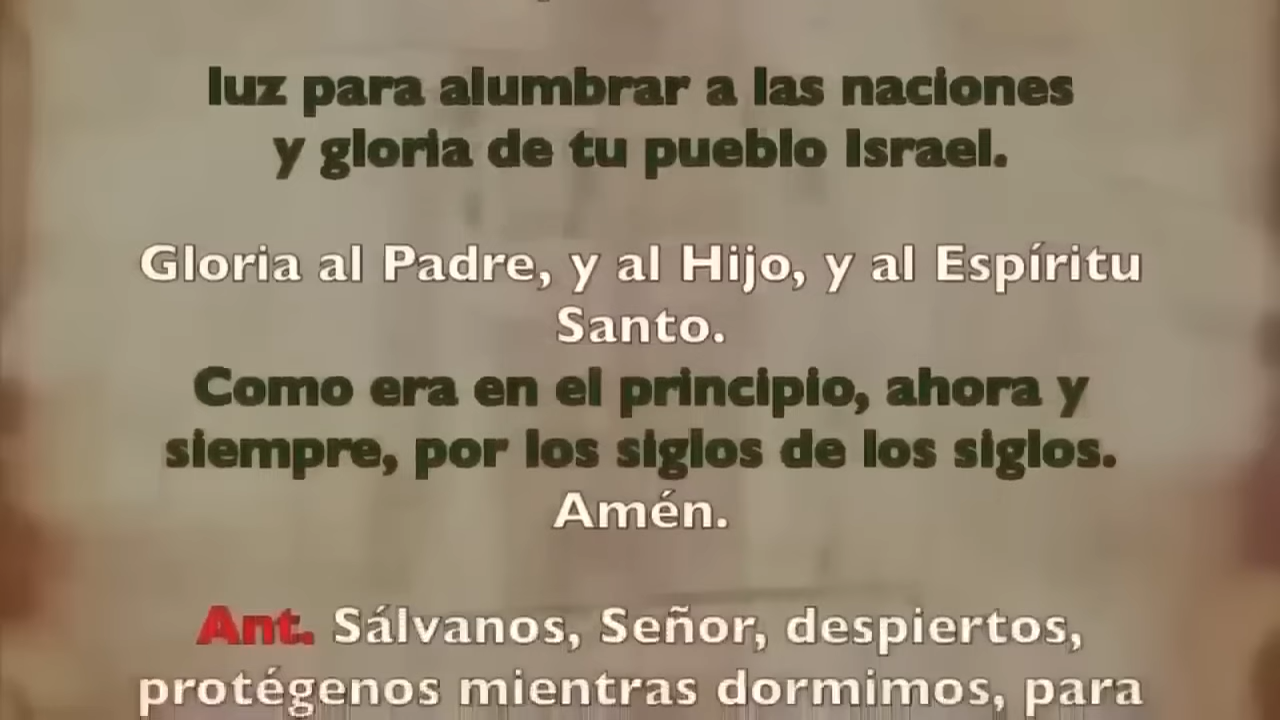 luz para alumbrar a las naciones
y gloria de tu pueblo Israel.
Gloria al Padre, y al Hijo, y al Espíritu
Santo.
Como era en el principio, ahora y
siempre, por los siglos de los siglos.
Amén.
Ant. Sálvanos, Señor, despiertos,
protégenos mientras dormimos, para